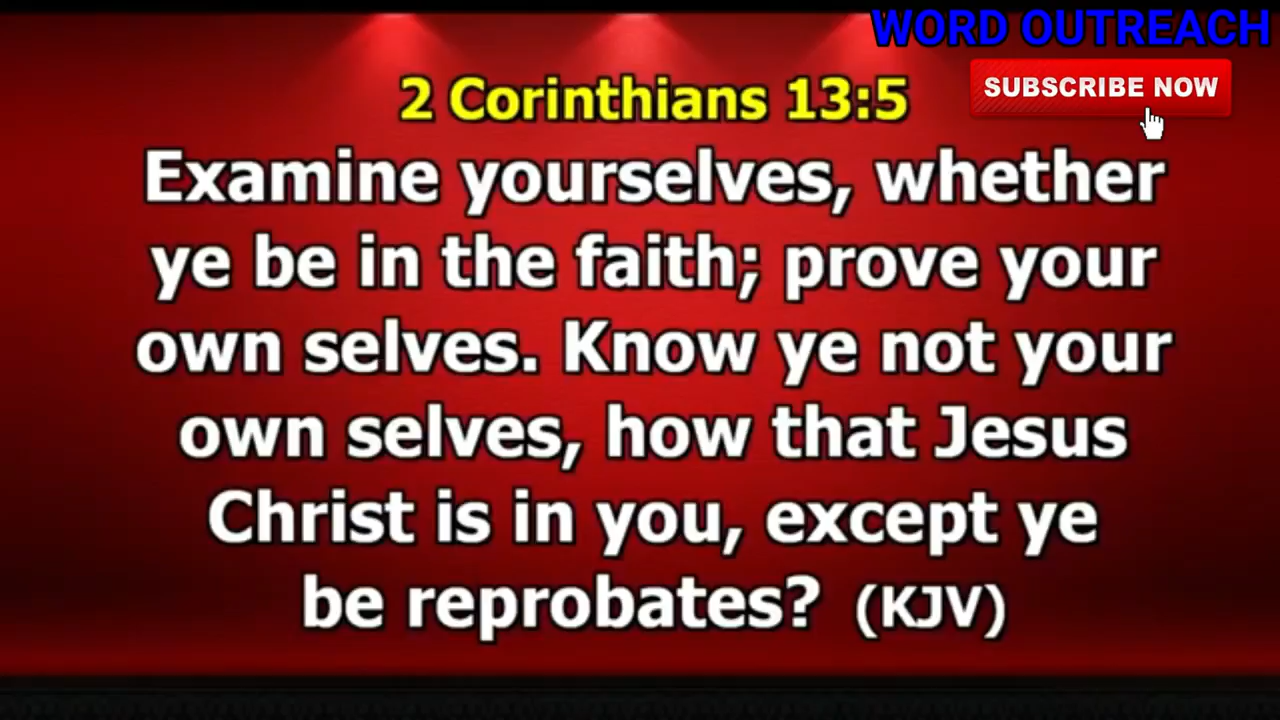 WORD OUTREACH
SUBSCRIBE NOW
2 Corinthians 13:5
Examine yourselves, whether
ye be in the faith; prove your
own selves. Know ye not your
own selves, how that Jesus
Christ is in you, except ye
be reprobates? (KJV)